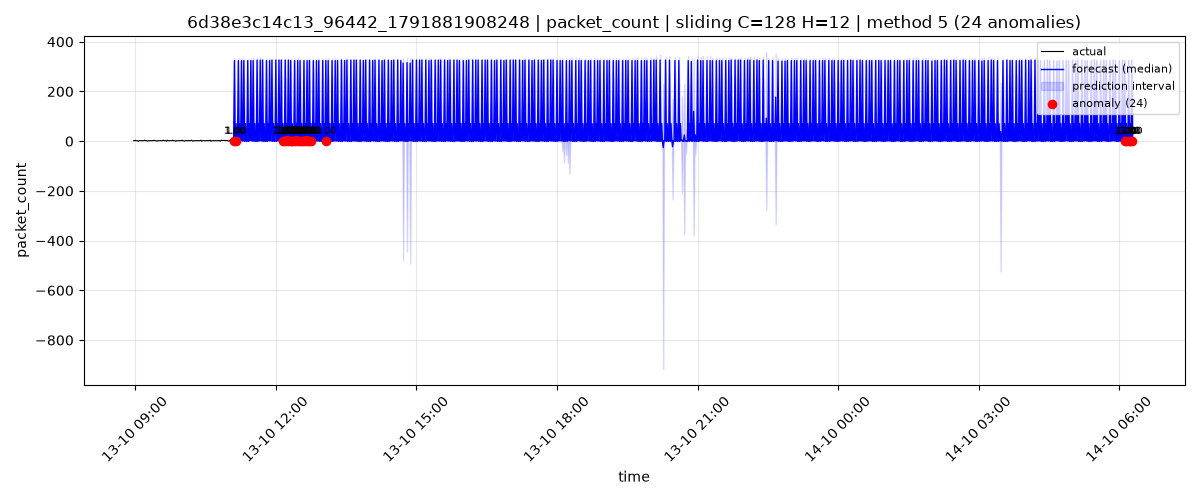 6d38e3c14c13_96442_1791881908248 | packet_count | sliding C=128 H=12 | method 5 (24 anomalies)
actual
forecast (median)
prediction interval
anomaly (24)
packet_count
400
200
0
−200
−400
−600
−800
13-10 09:00
13-10 12:00
13-10 15:00
13-10 18:00
13-10 21:00
14-10 00:00
14-10 03:00
14-10 06:00
time